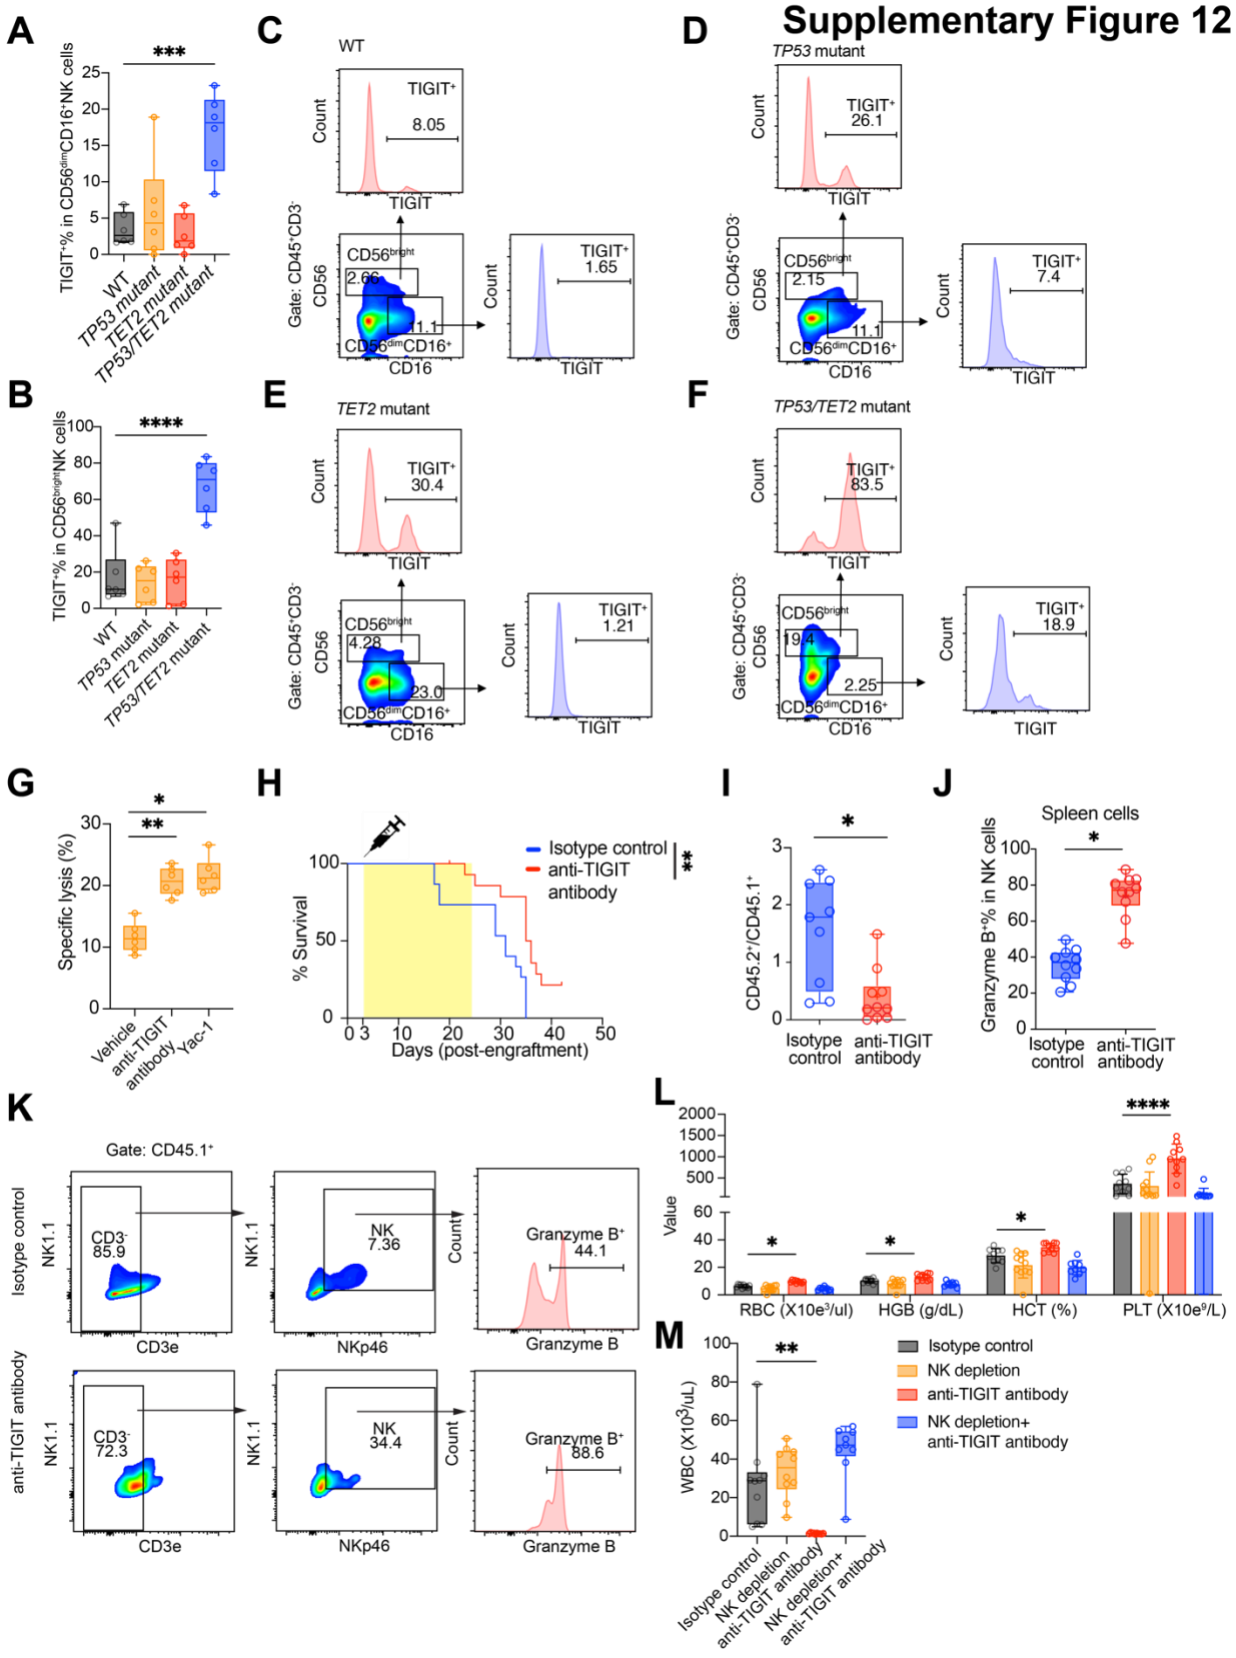 Supplementary Figure 12
A
***
TIGIT⁺% in CD56ᵈⁱᵐCD16⁺NK cells
25
20
15
10
5
0
WT
TP53 mutant
TET2 mutant
TP53/TET2 mutant
B
****
TIGIT⁺% in CD56ᵇʳⁱᵍʰᵗNK cells
100
80
60
40
20
0
WT
TP53 mutant
TET2 mutant
TP53/TET2 mutant
C
WT
Count
TIGIT⁺
8.05
TIGIT
Gate: CD45⁺CD3⁻
CD56
CD56ᵇʳⁱᵍʰᵗ
2.66
11.1
CD56ᵈⁱᵐCD16⁺
CD16
Count
TIGIT⁺
1.65
TIGIT
D
TP53 mutant
Count
TIGIT⁺
26.1
TIGIT
Gate: CD45⁺CD3⁻
CD56
CD56ᵇʳⁱᵍʰᵗ
2.15
11.1
CD56ᵈⁱᵐCD16⁺
CD16
Count
TIGIT⁺
7.4
TIGIT
E
TET2 mutant
Count
TIGIT⁺
30.4
TIGIT
Gate: CD45⁺CD3⁻
CD56
CD56ᵇʳⁱᵍʰᵗ
4.28
23.0
CD56ᵈⁱᵐCD16⁺
CD16
Count
TIGIT⁺
1.21
TIGIT
F
TP53/TET2 mutant
Count
TIGIT⁺
83.5
TIGIT
Gate: CD45⁺CD3⁻
CD56
CD56ᵇʳⁱᵍʰᵗ
19.4
2.25
CD56ᵈⁱᵐCD16⁺
CD16
Count
TIGIT⁺
18.9
TIGIT
G
*
**
Specific lysis (%)
30
20
10
0
Vehicle
anti-TIGIT
antibody
Yac-1
H
Isotype control
anti-TIGIT
antibody
**
% Survival
100
50
0
0 3 10 20 30 40 50
Days (post-engraftment)
I
*
CD45.2⁺/CD45.1⁺
3
2
1
0
Isotype
control
anti-TIGIT
antibody
J
Spleen cells
*
Granzyme B⁺% in NK cells
100
80
60
40
20
0
Isotype
control
anti-TIGIT
antibody
K
Gate: CD45.1⁺
Isotype control
NK1.1
CD3⁻
85.9
CD3e
NK1.1
NK
7.36
NKp46
Count
Granzyme B⁺
44.1
Granzyme B
anti-TIGIT antibody
NK1.1
CD3⁻
72.3
CD3e
NK1.1
NK
34.4
NKp46
Count
Granzyme B⁺
88.6
Granzyme B
L
Value
2000
1500
1000
500
60
40
20
0
*
*
*
****
RBC (X10e³/ul)
HGB (g/dL)
HCT (%)
PLT (X10e⁹/L)
M
**
WBC (X10³/uL)
100
80
60
40
20
0
Isotype control
NK depletion
anti-TIGIT antibody
NK depletion+
anti-TIGIT antibody
Isotype control
NK depletion
anti-TIGIT antibody
NK depletion+
anti-TIGIT antibody